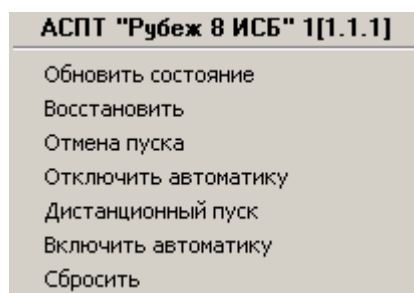 АСПТ "Рубеж 8 ИСБ" 1[1.1.1]
Обновить состояние
Восстановить
Отмена пуска
Отключить автоматику
Дистанционный пуск
Включить автоматику
Сбросить